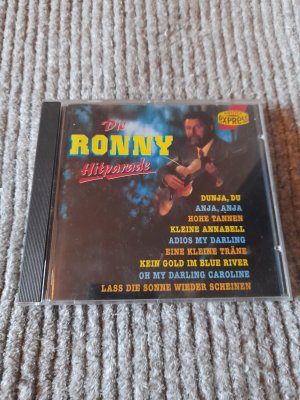 Die
RONNY
Hitparade
EXPRESS
DUNJA, DU
ANJA, ANJA
HOHE TANNEN
KLEINE ANNABELL
ADIOS MY DARLING
EINE KLEINE TRÄNE
KEIN GOLD IM BLUE RIVER
OH MY DARLING CAROLINE
LASS DIE SONNE WIEDER SCHEINEN